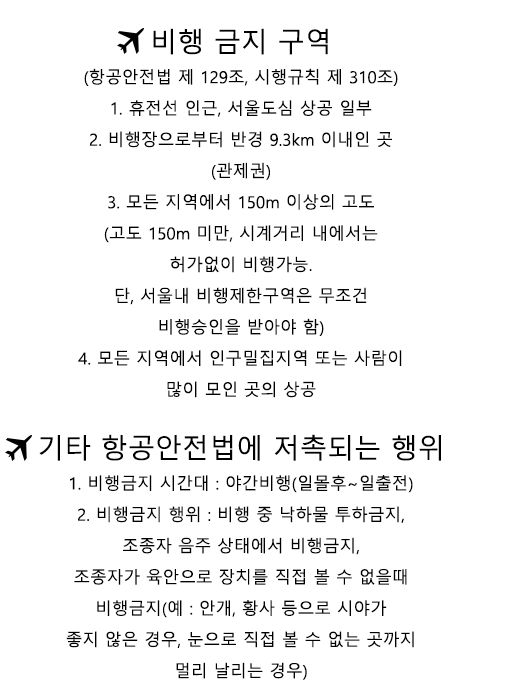 비행 금지 구역
(항공안전법 제 129조, 시행규칙 제 310조)
1. 휴전선 인근, 서울도심 상공 일부
2. 비행장으로부터 반경 9.3km 이내인 곳
(관제권)
3. 모든 지역에서 150m 이상의 고도
(고도 150m 미만, 시계거리 내에서는
허가없이 비행가능.
단, 서울내 비행제한구역은 무조건
비행승인을 받아야 함)
4. 모든 지역에서 인구밀집지역 또는 사람이
많이 모인 곳의 상공
기타 항공안전법에 저촉되는 행위
1. 비행금지 시간대 : 야간비행(일몰후~일출전)
2. 비행금지 행위 : 비행 중 낙하물 투하금지,
조종자 음주 상태에서 비행금지,
조종자가 육안으로 장치를 직접 볼 수 없을때
비행금지(예 : 안개, 황사 등으로 시야가
좋지 않은 경우, 눈으로 직접 볼 수 없는 곳까지
멀리 날리는 경우)